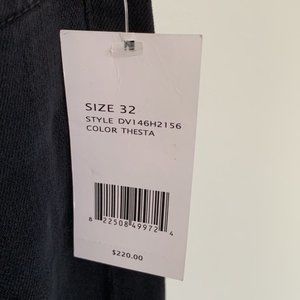 SIZE 32
STYLE DV146H2156
COLOR THESTA
8 22508 49972 4
$220.00